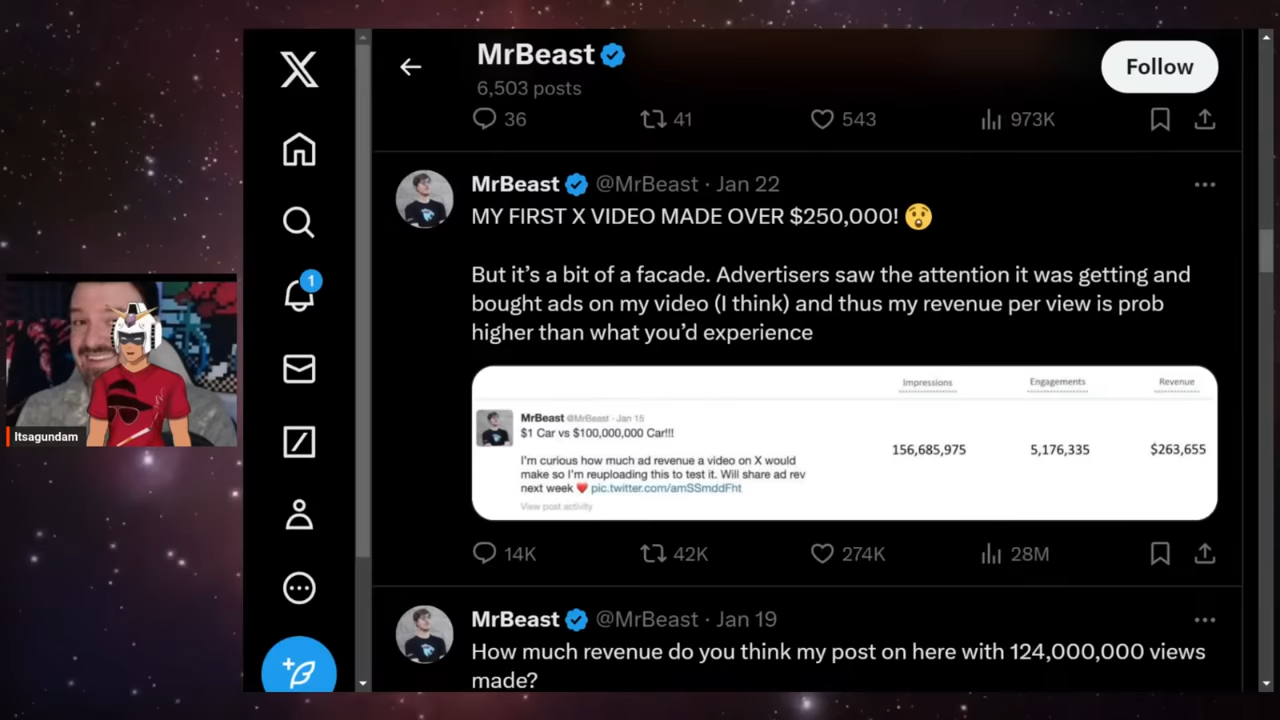 MrBeast
6,503 posts
Follow
36 41 543 973K
MrBeast @MrBeast · Jan 22
MY FIRST X VIDEO MADE OVER $250,000! 😲
But it's a bit of a facade. Advertisers saw the attention it was getting and
bought ads on my video (I think) and thus my revenue per view is prob
higher than what you'd experience
Impressions Engagements Revenue
MrBeast @MrBeast · Jan 15
$1 Car vs $100,000,000 Car!!!
156,685,975 5,176,335 $263,655
I'm curious how much ad revenue a video on X would
make so I'm reuploading this to test it. Will share ad rev
next week ❤️ pic.twitter.com/amSSmddFht
View post activity
14K 42K 274K 28M
MrBeast @MrBeast · Jan 19
How much revenue do you think my post on here with 124,000,000 views
made?
1
Itsagundam